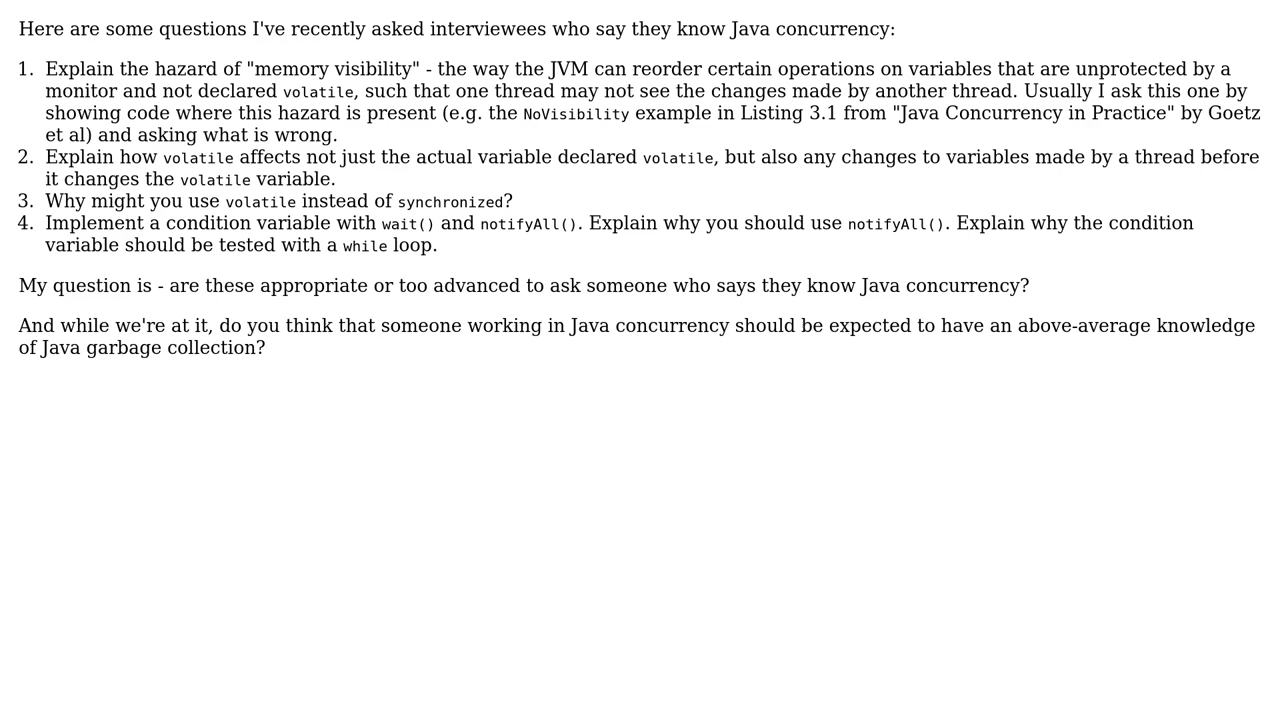 Here are some questions I've recently asked interviewees who say they know Java concurrency:
1. Explain the hazard of "memory visibility" - the way the JVM can reorder certain operations on variables that are unprotected by a
monitor and not declared volatile, such that one thread may not see the changes made by another thread. Usually I ask this one by
showing code where this hazard is present (e.g. the NoVisibility example in Listing 3.1 from "Java Concurrency in Practice" by Goetz
et al) and asking what is wrong.
2. Explain how volatile affects not just the actual variable declared volatile, but also any changes to variables made by a thread before
it changes the volatile variable.
3. Why might you use volatile instead of synchronized?
4. Implement a condition variable with wait() and notifyAll(). Explain why you should use notifyAll(). Explain why the condition
variable should be tested with a while loop.
My question is - are these appropriate or too advanced to ask someone who says they know Java concurrency?
And while we're at it, do you think that someone working in Java concurrency should be expected to have an above-average knowledge
of Java garbage collection?